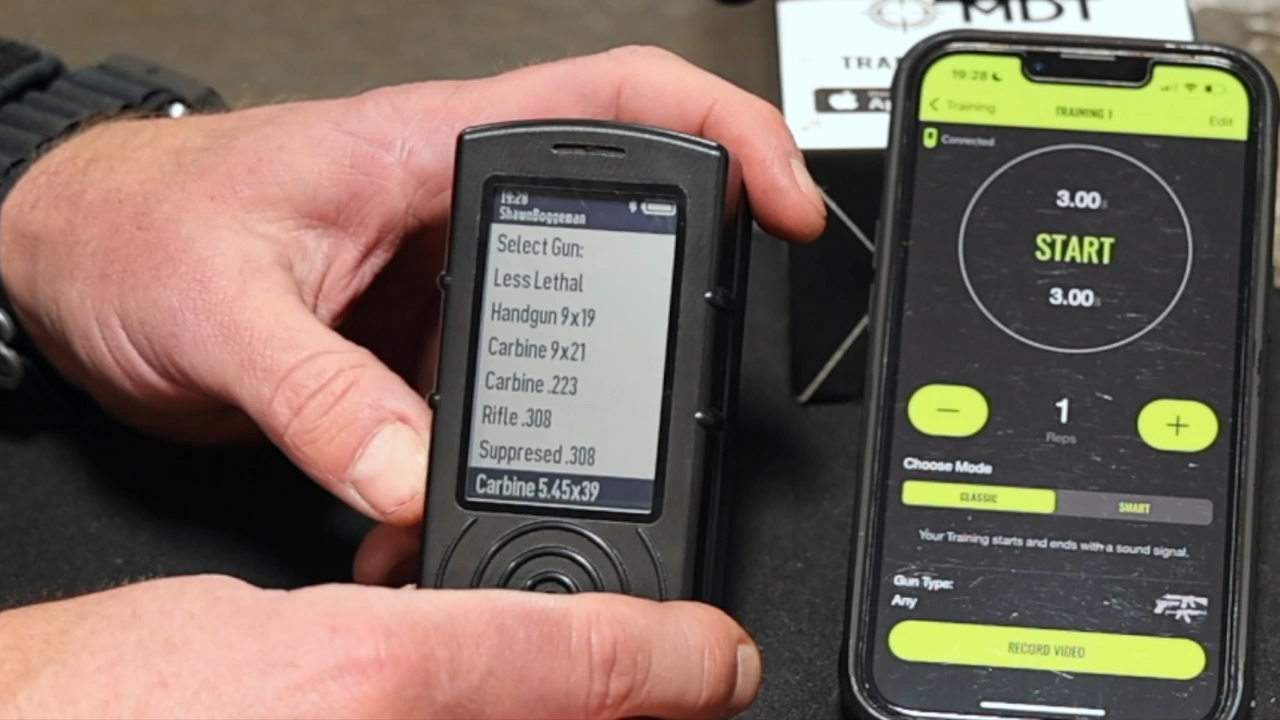 19:28
ShawnBoggeman
Select Gun:
Less Lethal
Handgun 9x19
Carbine 9x21
Carbine .223
Rifle .308
Suppresed .308
Carbine 5.45x39
MDT
19:28
Training
TRAINING 1
Edit
Connected
3.00s
START
3.00s
−
1
+
Reps
Choose Mode
CLASSIC
SMART
Your Training starts and ends with a sound signal.
Gun Type:
Any
RECORD VIDEO